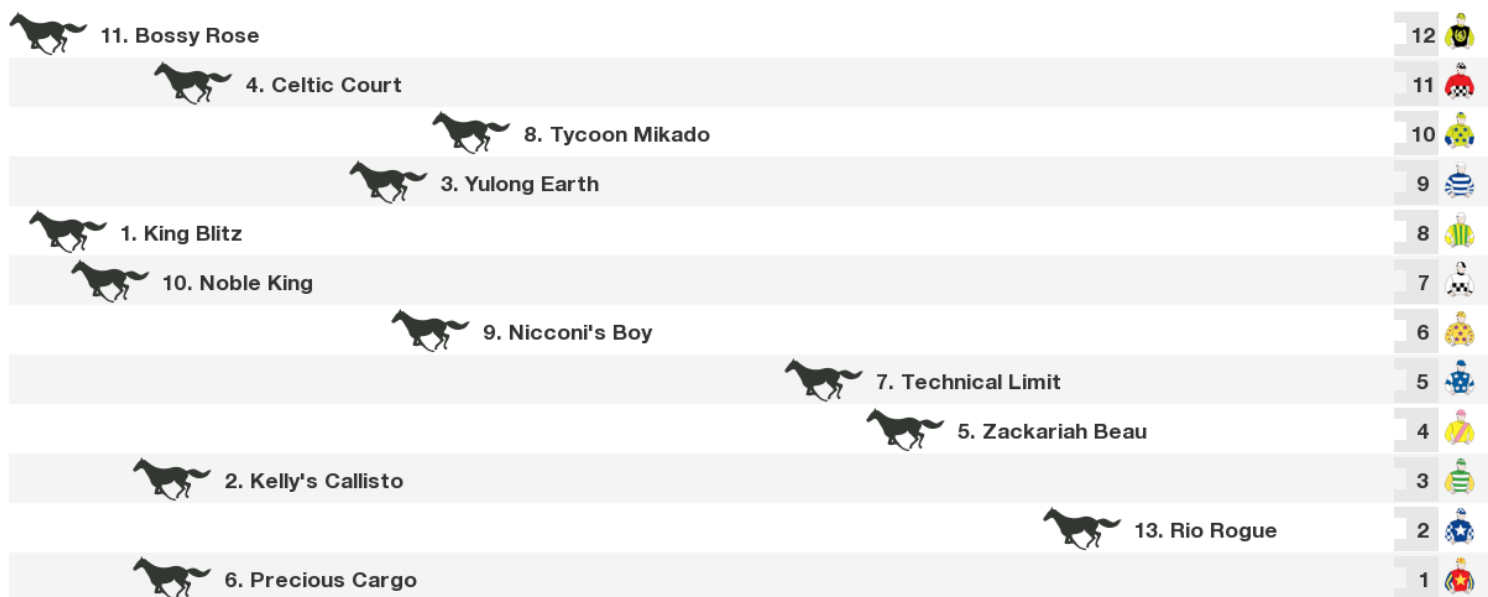 11. Bossy Rose 12
4. Celtic Court 11
8. Tycoon Mikado 10
3. Yulong Earth 9
1. King Blitz 8
10. Noble King 7
9. Nicconi's Boy 6
7. Technical Limit 5
5. Zackariah Beau 4
2. Kelly's Callisto 3
13. Rio Rogue 2
6. Precious Cargo 1